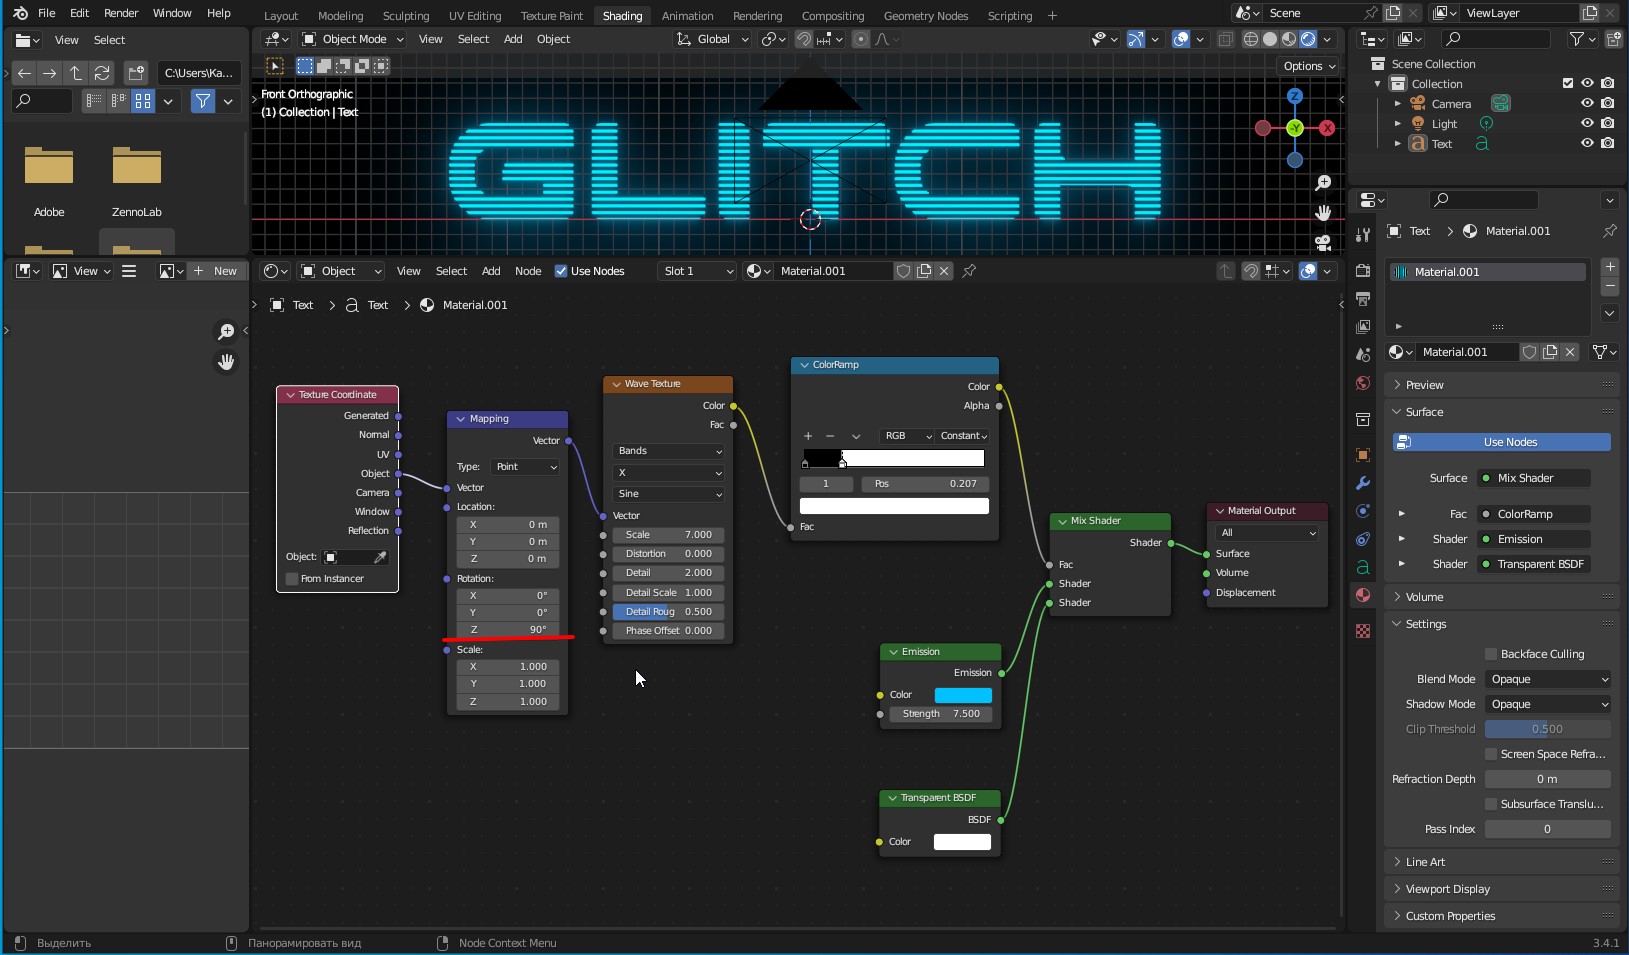 File Edit Render Window Help
Layout Modeling Sculpting UV Editing Texture Paint Shading Animation Rendering Compositing Geometry Nodes Scripting +
Scene ViewLayer
View Select
Object Mode View Select Add Object Global
C:\Users\Ka...
Options
Front Orthographic
(1) Collection | Text
GLITCH
Z
-Y
X
Scene Collection
Collection
Camera
Light
a Text a
Adobe ZennoLab
View + New
Object View Select Add Node Use Nodes Slot 1 Material.001
Text > a Text > Material.001
Text > Material.001
Material.001
Material.001
Texture Coordinate
Generated
Normal
UV
Object
Camera
Window
Reflection
Object:
From Instancer
Mapping
Vector
Type: Point
Vector
Location:
X 0 m
Y 0 m
Z 0 m
Rotation:
X 0°
Y 0°
Z 90°
Scale:
X 1.000
Y 1.000
Z 1.000
Wave Texture
Color
Fac
Bands
X
Sine
Vector
Scale 7.000
Distortion 0.000
Detail 2.000
Detail Scale 1.000
Detail Roug 0.500
Phase Offset 0.000
ColorRamp
Color
Alpha
+ − RGB Constant
1 Pos 0.207
Fac
Mix Shader
Shader
Fac
Shader
Shader
Emission
Emission
Color
Strength 7.500
Transparent BSDF
BSDF
Color
Material Output
All
Surface
Volume
Displacement
Preview
Surface
Use Nodes
Surface Mix Shader
Fac ColorRamp
Shader Emission
Shader Transparent BSDF
Volume
Settings
Backface Culling
Blend Mode Opaque
Shadow Mode Opaque
Clip Threshold 0.500
Screen Space Refra...
Refraction Depth 0 m
Subsurface Translu...
Pass Index 0
Line Art
Viewport Display
Custom Properties
Выделить Панорамировать вид Node Context Menu 3.4.1